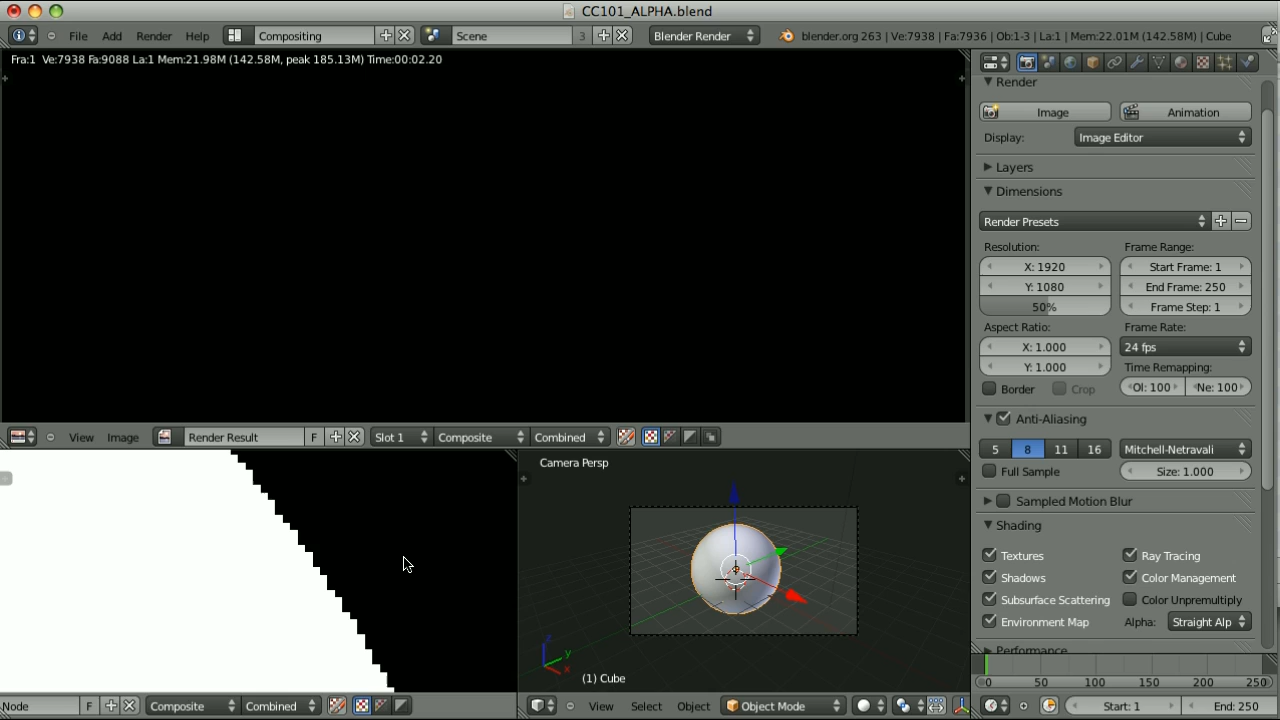 CC101_ALPHA.blend
File Add Render Help Compositing Scene 3 Blender Render blender.org 263 | Ve:7938 | Fa:7936 | Ob:1-3 | La:1 | Mem:22.01M (142.58M) | Cube
Fra:1 Ve:7938 Fa:9088 La:1 Mem:21.98M (142.58M, peak 185.13M) Time:00:02.20
Render
Image Animation
Display: Image Editor
Layers
Dimensions
Render Presets
Resolution: Frame Range:
X: 1920 Start Frame: 1
Y: 1080 End Frame: 250
50% Frame Step: 1
Aspect Ratio: Frame Rate:
X: 1.000 24 fps
Y: 1.000 Time Remapping:
Border Crop Ol: 100 Ne: 100
Anti-Aliasing
View Image Render Result F Slot 1 Composite Combined
5 8 11 16 Mitchell-Netravali
Full Sample Size: 1.000
Sampled Motion Blur
Shading
Textures Ray Tracing
Shadows Color Management
Subsurface Scattering Color Unpremultiply
Environment Map Alpha: Straight Alp
Performance
Camera Persp
z
y
x
(1) Cube
0 50 100 150 200 250
Node F Composite Combined View Select Object Object Mode Start: 1 End: 250